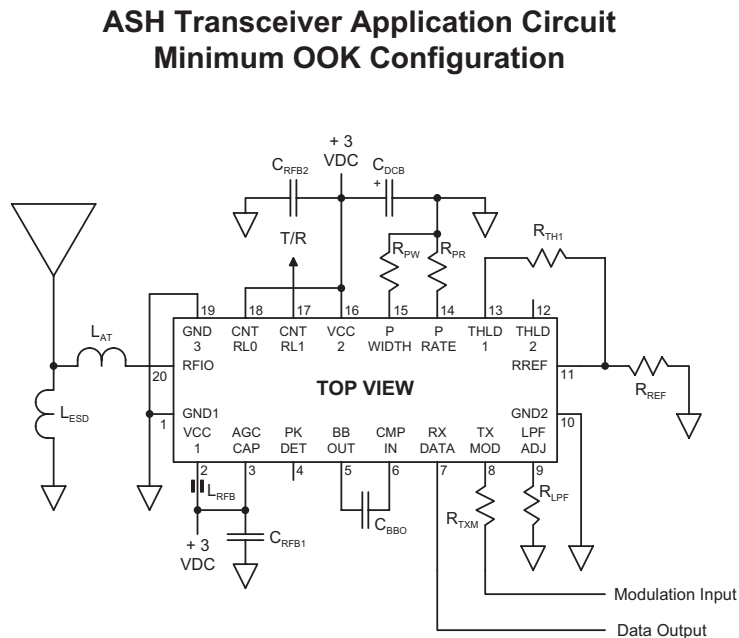 ASH Transceiver Application Circuit
Minimum OOK Configuration
+ 3
VDC
CRFB2
CDCB
+
T/R
RPW
RPR
RTH1
19
18
17
16
15
14
13
12
GND
3
CNT
RL0
CNT
RL1
VCC
2
P
WIDTH
P
RATE
THLD
1
THLD
2
LAT
20
RFIO
RREF
11
TOP VIEW
RREF
LESD
1
GND1
GND2
10
VCC
1
AGC
CAP
PK
DET
BB
OUT
CMP
IN
RX
DATA
TX
MOD
LPF
ADJ
2
3
4
5
6
7
8
9
LRFB
CBBO
RTXM
RLPF
+ 3
VDC
CRFB1
Modulation Input
Data Output